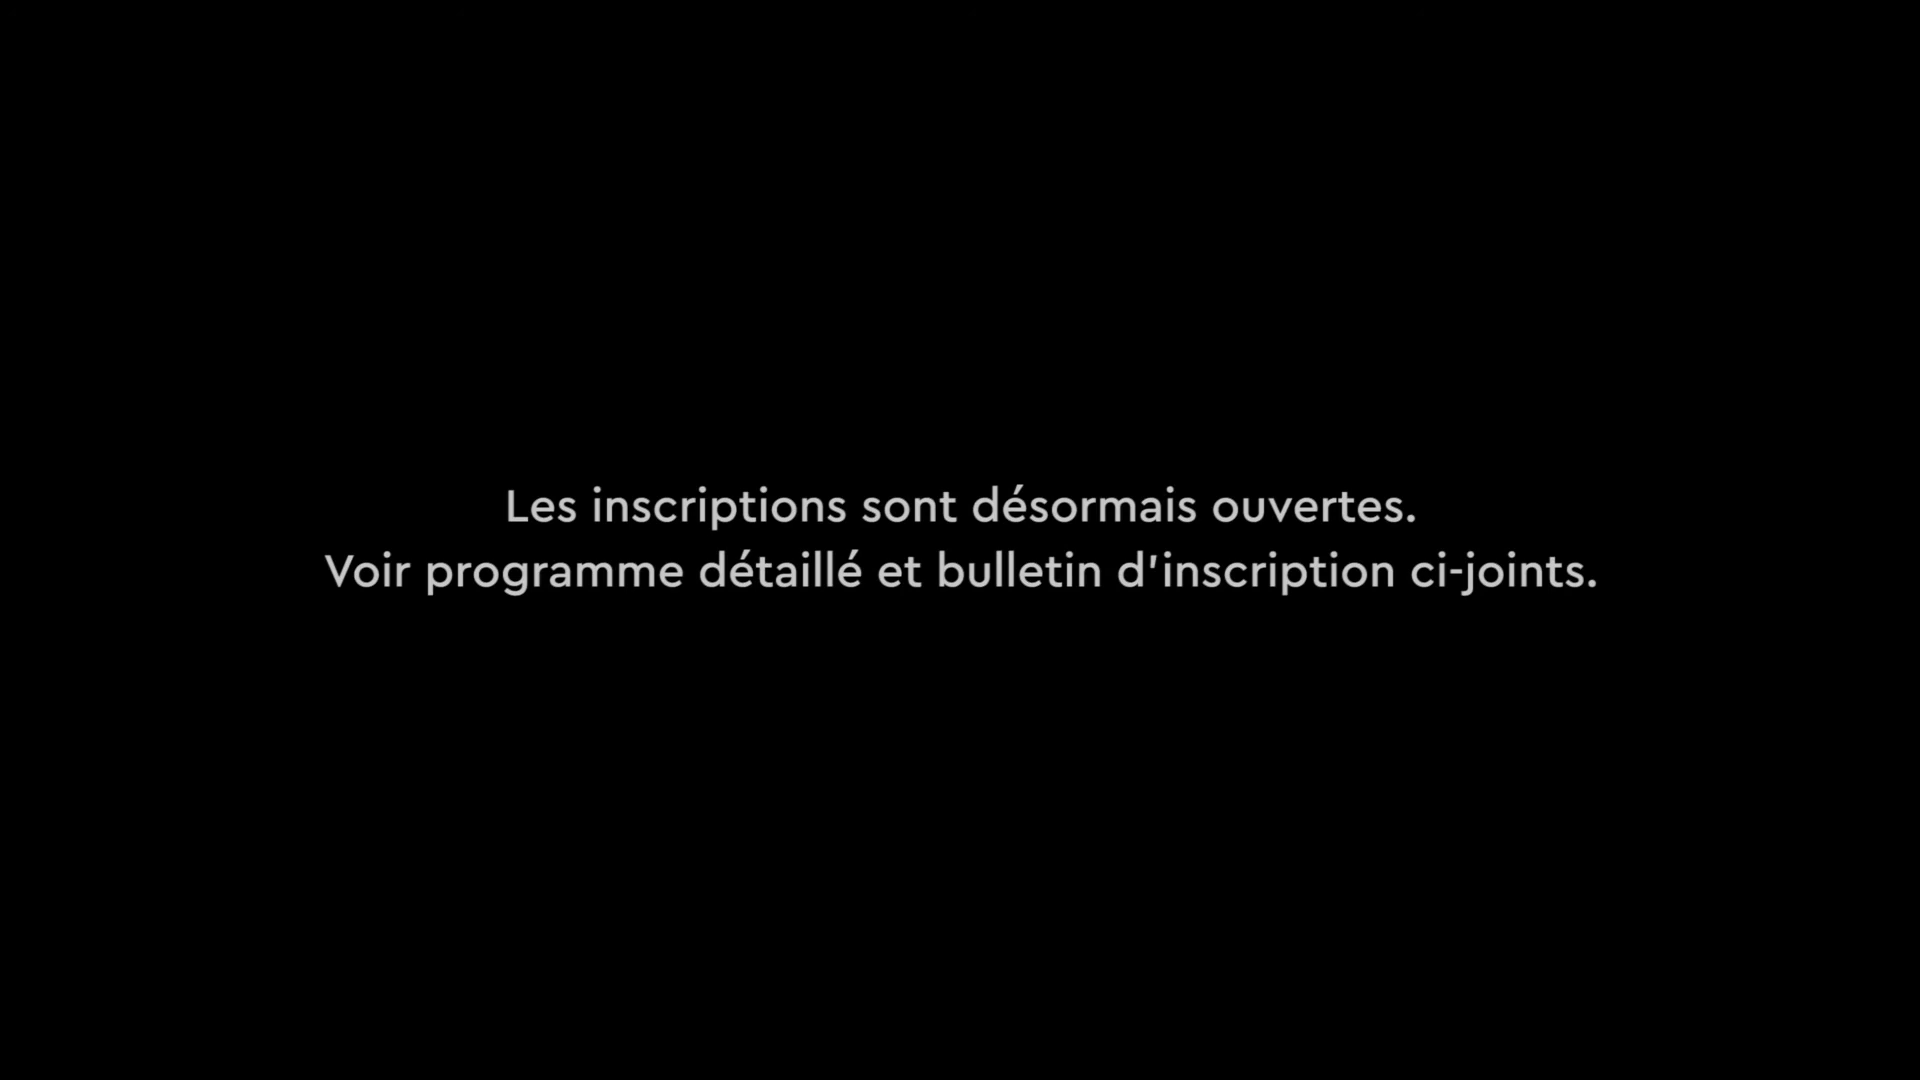 Les inscriptions sont désormais ouvertes.
Voir programme détaillé et bulletin d'inscription ci-joints.